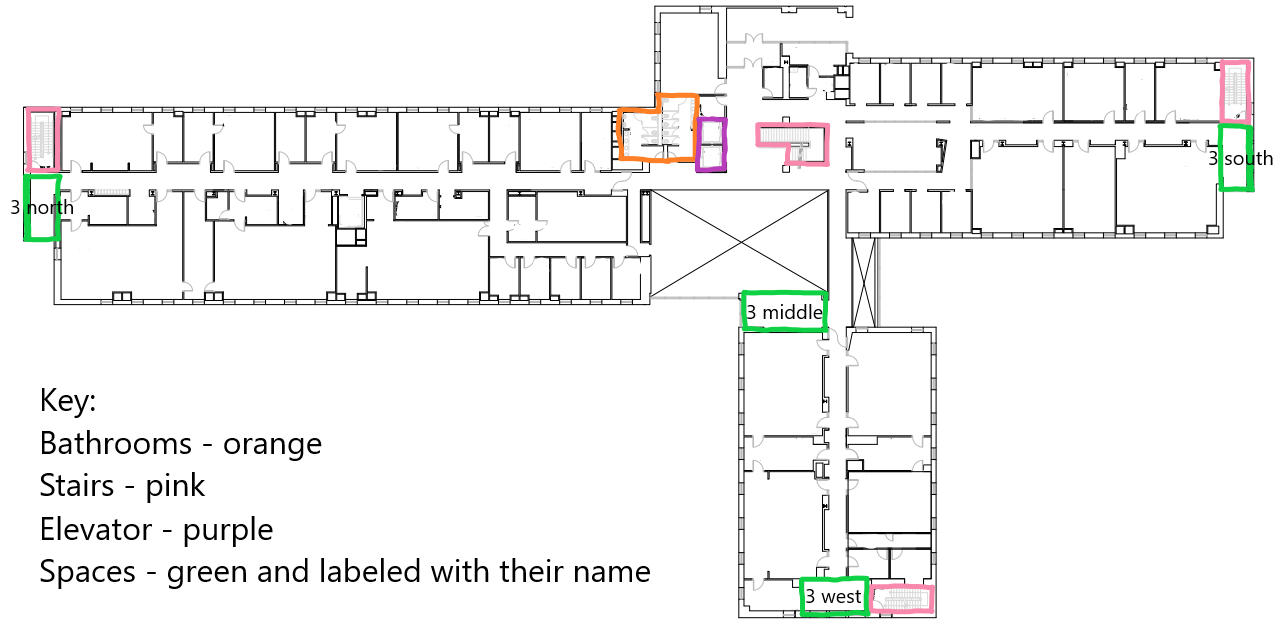 3 south
3 north
3 middle
Key:
Bathrooms - orange
Stairs - pink
Elevator - purple
Spaces - green and labeled with their name
3 west